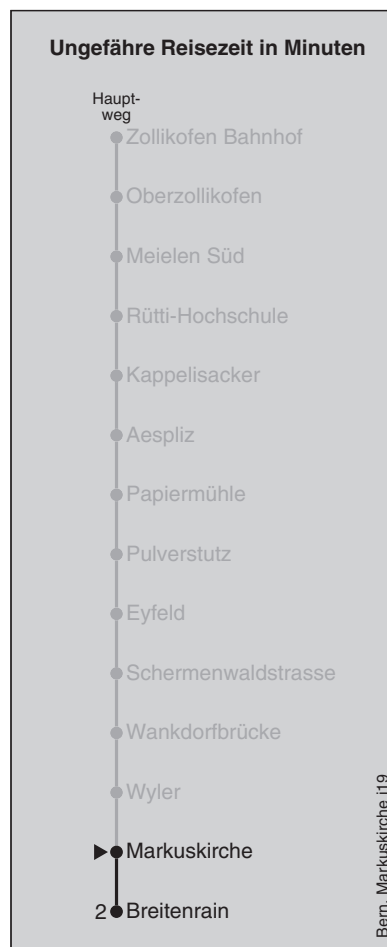 Ungefähre Reisezeit in Minuten
Haupt-
weg
Zollikofen Bahnhof
Oberzollikofen
Meielen Süd
Rütti-Hochschule
Kappelisacker
Aespliz
Papiermühle
Pulverstutz
Eyfeld
Schermenwaldstrasse
Wankdorfbrücke
Wyler
Markuskirche
2 Breitenrain
Bern, Markuskirche i19